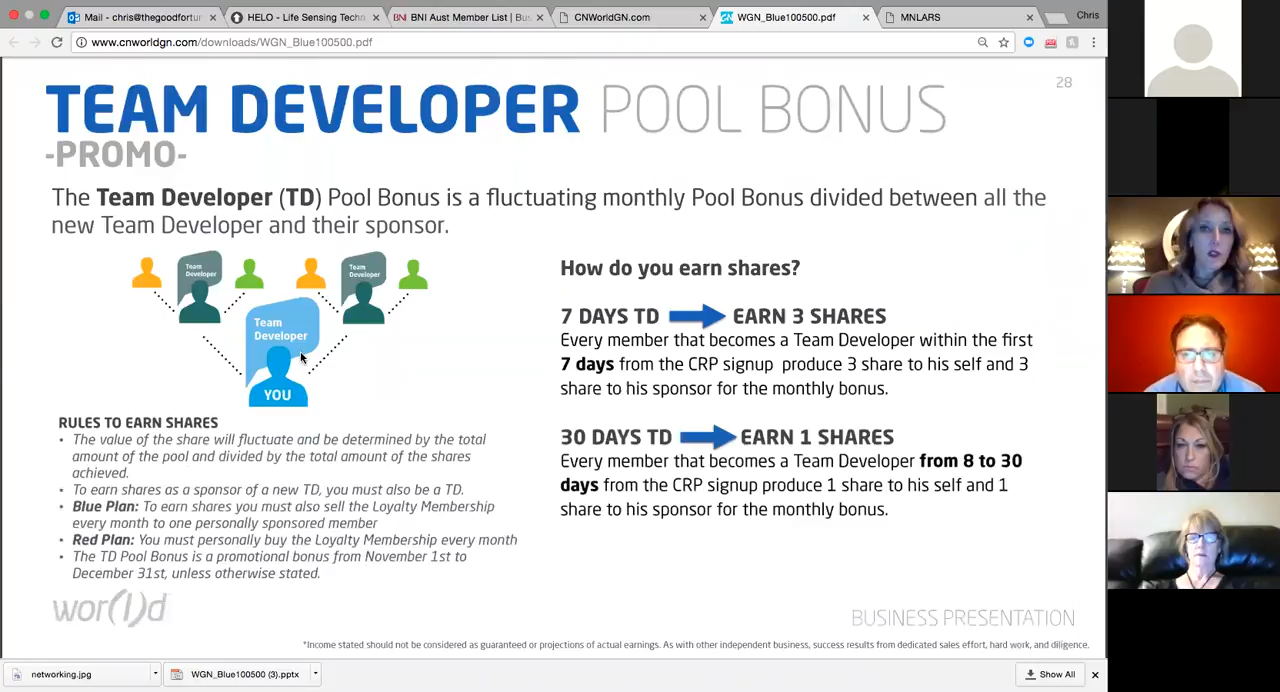 Mail - chris@thegoodfortun
HELO - Life Sensing Techn
BNI Aust Member List | Bus
CNWorldGN.com
WGN_Blue100500.pdf
MNLARS
Chris
www.cnworldgn.com/downloads/WGN_Blue100500.pdf
28
TEAM DEVELOPER POOL BONUS
-PROMO-
The Team Developer (TD) Pool Bonus is a fluctuating monthly Pool Bonus divided between all the
new Team Developer and their sponsor.
Team
Developer
Team
Developer
Team
Developer
YOU
RULES TO EARN SHARES
• The value of the share will fluctuate and be determined by the total
amount of the pool and divided by the total amount of the shares
achieved.
• To earn shares as a sponsor of a new TD, you must also be a TD.
• Blue Plan: To earn shares you must also sell the Loyalty Membership
every month to one personally sponsored member
• Red Plan: You must personally buy the Loyalty Membership every month
• The TD Pool Bonus is a promotional bonus from November 1st to
December 31st, unless otherwise stated.
How do you earn shares?
7 DAYS TD EARN 3 SHARES
Every member that becomes a Team Developer within the first
7 days from the CRP signup produce 3 share to his self and 3
share to his sponsor for the monthly bonus.
30 DAYS TD EARN 1 SHARES
Every member that becomes a Team Developer from 8 to 30
days from the CRP signup produce 1 share to his self and 1
share to his sponsor for the monthly bonus.
wor(l)d
BUSINESS PRESENTATION
*Income stated should not be considered as guaranteed or projections of actual earnings. As with other independent business, success results from dedicated sales effort, hard work, and diligence.
networking.jpg
WGN_Blue100500 (3).pptx
Show All